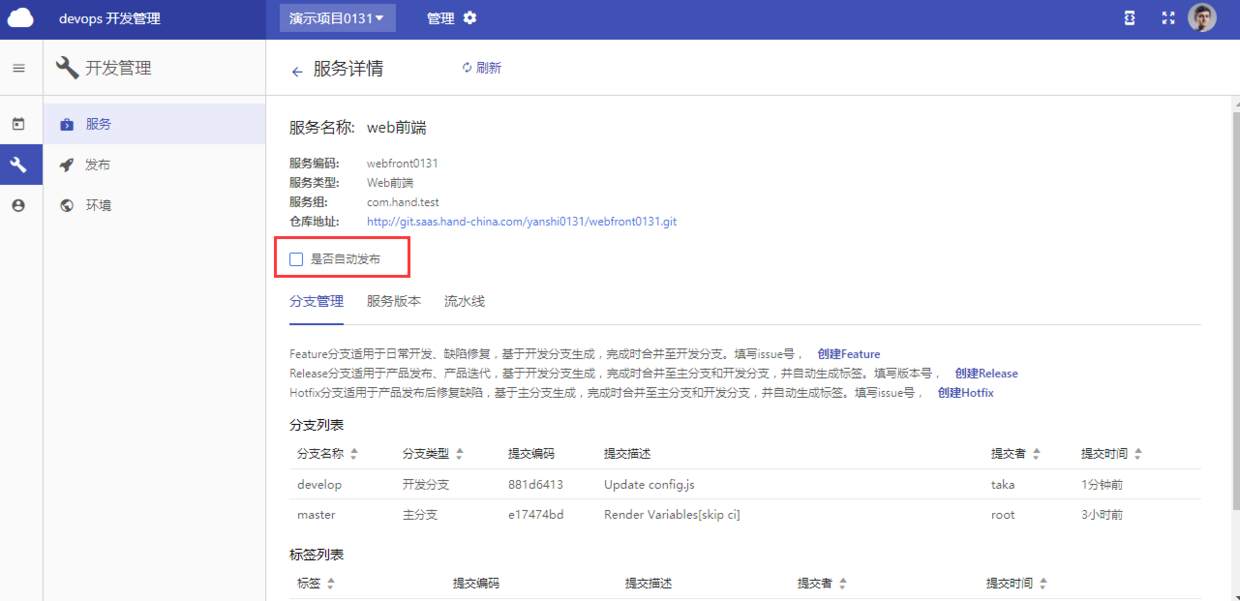 devops 开发管理
演示项目0131
管理
开发管理
服务详情
刷新
服务
发布
环境
服务名称: web前端
服务编码: webfront0131
服务类型: Web前端
服务组: com.hand.test
仓库地址: http://git.saas.hand-china.com/yanshi0131/webfront0131.git
是否自动发布
分支管理 服务版本 流水线
Feature分支适用于日常开发、缺陷修复，基于开发分支生成，完成时合并至开发分支。填写issue号， 创建Feature
Release分支适用于产品发布、产品迭代，基于开发分支生成，完成时合并至主分支和开发分支，并自动生成标签。填写版本号， 创建Release
Hotfix分支适用于产品发布后修复缺陷，基于主分支生成，完成时合并至主分支和开发分支，并自动生成标签。填写issue号， 创建Hotfix
分支列表
分支名称 分支类型 提交编码 提交描述 提交者 提交时间
develop 开发分支 881d6413 Update config.js taka 1分钟前
master 主分支 e17474bd Render Variables[skip ci] root 3小时前
标签列表
标签 提交编码 提交描述 提交者 提交时间